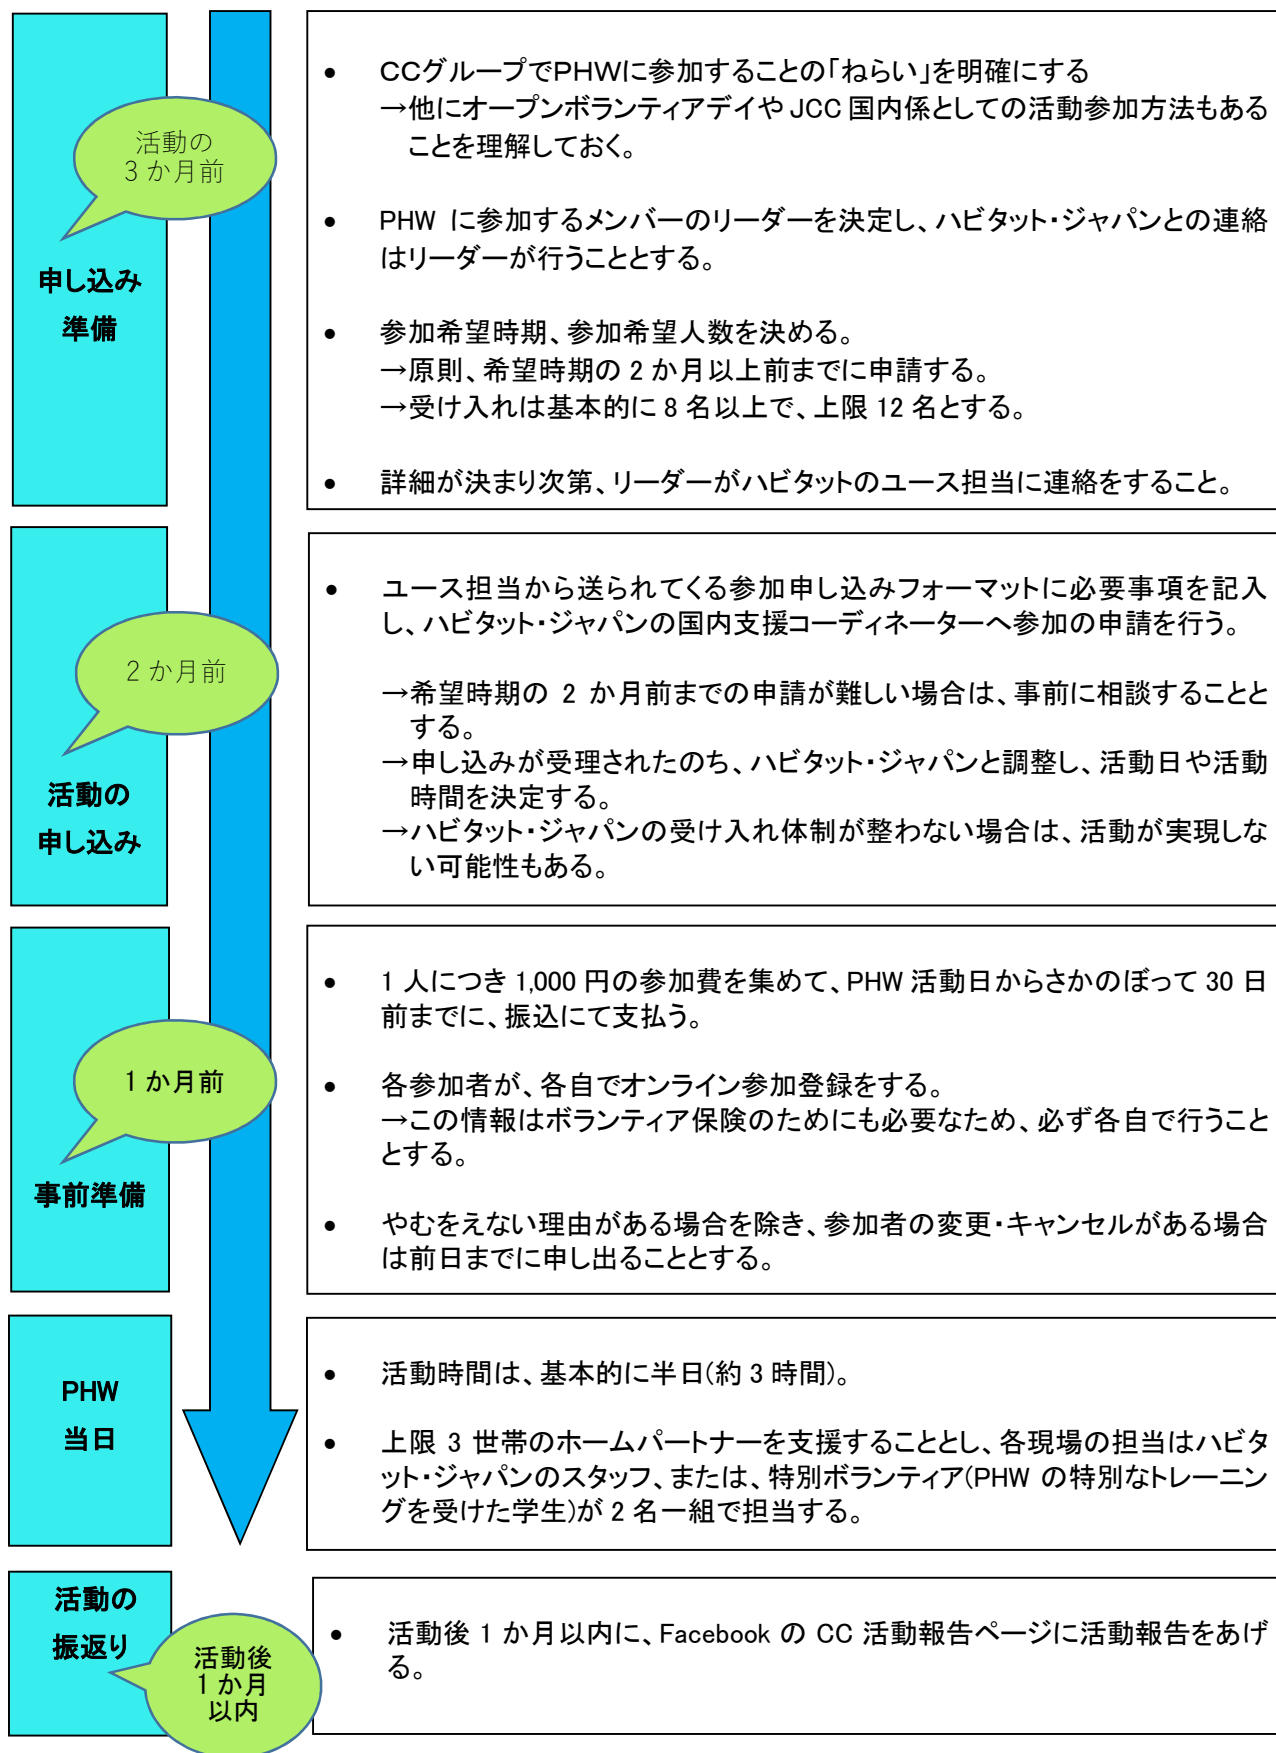 活動の
3 か月前
申し込み
準備
• CCグループでPHWに参加することの「ねらい」を明確にする
→他にオープンボランティアデイや JCC 国内係としての活動参加方法もある
ことを理解しておく。
• PHW に参加するメンバーのリーダーを決定し、ハビタット・ジャパンとの連絡
はリーダーが行うこととする。
• 参加希望時期、参加希望人数を決める。
→原則、希望時期の 2 か月以上前までに申請する。
→受け入れは基本的に 8 名以上で、上限 12 名とする。
• 詳細が決まり次第、リーダーがハビタットのユース担当に連絡をすること。
2 か月前
活動の
申し込み
• ユース担当から送られてくる参加申し込みフォーマットに必要事項を記入
し、ハビタット・ジャパンの国内支援コーディネーターへ参加の申請を行う。
→希望時期の 2 か月前までの申請が難しい場合は、事前に相談することと
する。
→申し込みが受理されたのち、ハビタット・ジャパンと調整し、活動日や活動
時間を決定する。
→ハビタット・ジャパンの受け入れ体制が整わない場合は、活動が実現しな
い可能性もある。
1 か月前
事前準備
• 1 人につき 1,000 円の参加費を集めて、PHW 活動日からさかのぼって 30 日
前までに、振込にて支払う。
• 各参加者が、各自でオンライン参加登録をする。
→この情報はボランティア保険のためにも必要なため、必ず各自で行うこと
とする。
• やむをえない理由がある場合を除き、参加者の変更・キャンセルがある場合
は前日までに申し出ることとする。
PHW
当日
• 活動時間は、基本的に半日(約 3 時間)。
• 上限 3 世帯のホームパートナーを支援することとし、各現場の担当はハビタ
ット・ジャパンのスタッフ、または、特別ボランティア(PHW の特別なトレーニン
グを受けた学生)が 2 名一組で担当する。
活動の
振返り
活動後
1 か月
以内
• 活動後 1 か月以内に、Facebook の CC 活動報告ページに活動報告をあげ
る。